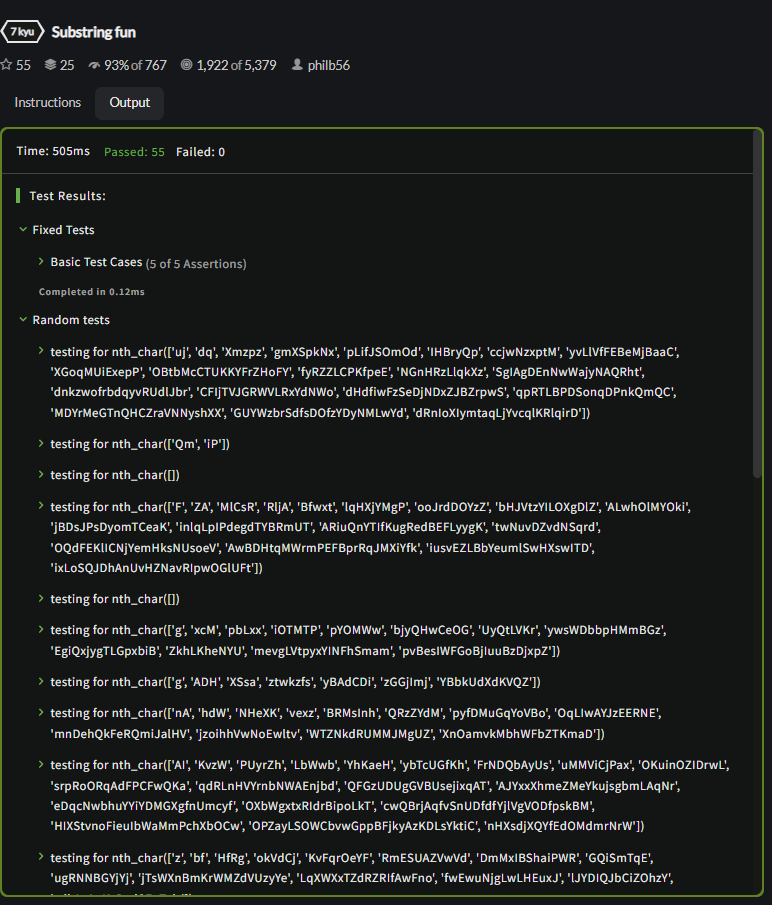 7 kyu Substring fun
55 25 93% of 767 1,922 of 5,379 philb56
Instructions Output
Time: 505ms Passed: 55 Failed: 0
Test Results:
Fixed Tests
Basic Test Cases (5 of 5 Assertions)
Completed in 0.12ms
Random tests
testing for nth_char(['uj', 'dq', 'Xmzpz', 'gmXSpkNx', 'pLifJSOmOd', 'IHBryQp', 'ccjwNzxptM', 'yvLlVfFEBeMjBaaC',
'XGoqMUiExepP', 'OBtbMcCTUKKYFrZHoFY', 'fyRZZLCPKfpeE', 'NGnHRzLlqkXz', 'SgIAgDEnNwWajyNAQRht',
'dnkzwofrbdqyvRUdlJbr', 'CFIjTVJGRWVLRxYdNWo', 'dHdfiwFzSeDjNDxZJBZrpwS', 'qpRTLBPDSonqDPnkQmQC',
'MDYrMeGTnQHCZraVNNyshXX', 'GUYWzbrSdfsDOfzYDyNMLwYd', 'dRnIoXIymtaqLjYvcqlKRlqirD'])
testing for nth_char(['Qm', 'iP'])
testing for nth_char([])
testing for nth_char(['F', 'ZA', 'MlCsR', 'RljA', 'Bfwxt', 'lqHXjYMgP', 'ooJrdDOYzZ', 'bHJVtzYILOXgDlZ', 'ALwhOlMYOki',
'jBDsJPsDyomTCeaK', 'inlqLpIPdegdTYBRmUT', 'ARiuQnYTIfKugRedBEFLyygK', 'twNuvDZvdNSqrd',
'OQdFEKlICNjYemHksNUsoeV', 'AwBDHtqMWrmPEFBprRqJMXiYfk', 'iusvEZLBbYeumlSwHXswITD',
'ixLoSQJDhAnUvHZNavRIpwOGlUFt'])
testing for nth_char([])
testing for nth_char(['g', 'xcM', 'pbLxx', 'iOTMTP', 'pYOMWw', 'bjyQHwCeOG', 'UyQtLVKr', 'ywsWDbbpHMmBGz',
'EgiQxjygTLGpxbiB', 'ZkhLKheNYU', 'mevgLVtpyxYINFhSmam', 'pvBesIWFGoBjIuuBzDjxpZ'])
testing for nth_char(['g', 'ADH', 'XSsa', 'ztwkzfs', 'yBAdCDi', 'zGGjImj', 'YBbkUdXdKVQZ'])
testing for nth_char(['nA', 'hdW', 'NHeXK', 'vexz', 'BRMsInh', 'QRzZYdM', 'pyfDMuGqYoVBo', 'OqLIwAYJzEERNE',
'mnDehQkFeRQmiJalHV', 'jzoihhVwNoEwltv', 'WTZNkdRUMMJMgUZ', 'XnOamvkMbhWFbZTKmaD'])
testing for nth_char(['AI', 'KvzW', 'PUyrZh', 'LbWwb', 'YhKaeH', 'ybTcUGfKh', 'FrNDQbAyUs', 'uMMViCjPax', 'OKuinOZIDrwL',
'srpRoORqAdFPCFwQKa', 'qdRLnHVYrnbNWAEnjbd', 'QFGzUDUgGVBUsejixqAT', 'AJYxxXhmeZMeYkujsgbmLAqNr',
'eDqcNwbhuYYiYDMGXgfnUmcyf', 'OXbWgxtxRIdrBipoLkT', 'cwQBrjAqfvSnUDfdfYjIVgVODfpskBM',
'HIXStvnoFieuIbWaMmPchXbOCw', 'OPZayLSOWCbvwGppBFjkyAzKDLsYktiC', 'nHXsdjXQYfEdOMdmrNrW'])
testing for nth_char(['z', 'bf', 'HfRg', 'okVdCj', 'KvFqrOeYF', 'RmESUAZVwVd', 'DmMxIBShaiPWR', 'GQiSmTqE',
'ugRNNBGYjYj', 'jTsWXnBmKrWMZdVUzyYe', 'LqXWXxTZdRZRIfAwFno', 'fwEwuNjgLwLHEuxJ', 'lJYDIQJbCiZOhzY',